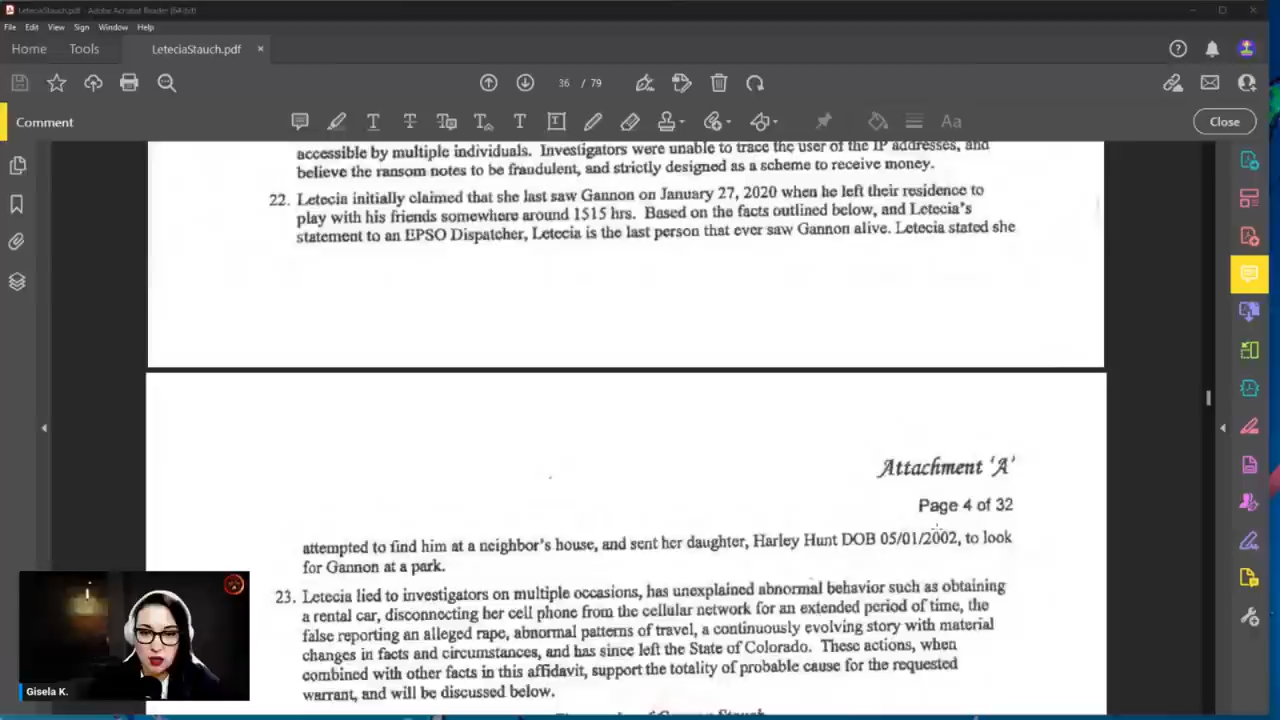 LeteciaStauch.pdf - Adobe Acrobat Reader (64-bit)
File Edit View Sign Window Help
Home Tools LeteciaStauch.pdf ×
36 / 79
Comment
Close
accessible by multiple individuals. Investigators were unable to trace the user of the IP addresses, and
believe the ransom notes to be fraudulent, and strictly designed as a scheme to receive money.
22. Letecia initially claimed that she last saw Gannon on January 27, 2020 when he left their residence to
play with his friends somewhere around 1515 hrs. Based on the facts outlined below, and Letecia's
statement to an EPSO Dispatcher, Letecia is the last person that ever saw Gannon alive. Letecia stated she
Attachment 'A'
Page 4 of 32
attempted to find him at a neighbor's house, and sent her daughter, Harley Hunt DOB 05/01/2002, to look
for Gannon at a park.
23. Letecia lied to investigators on multiple occasions, has unexplained abnormal behavior such as obtaining
a rental car, disconnecting her cell phone from the cellular network for an extended period of time, the
false reporting an alleged rape, abnormal patterns of travel, a continuously evolving story with material
changes in facts and circumstances, and has since left the State of Colorado. These actions, when
combined with other facts in this affidavit, support the totality of probable cause for the requested
warrant, and will be discussed below.
Gisela K.